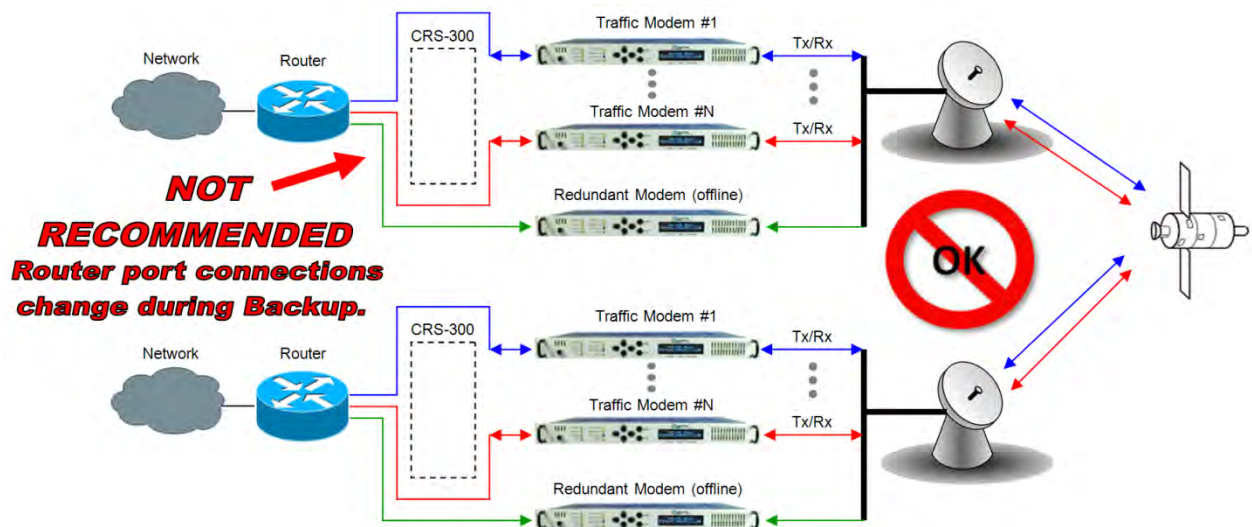 Traffic Modem #1
CRS-300
Network
Router
Tx/Rx
Traffic Modem #N
Tx/Rx
NOT
RECOMMENDED
Router port connections
change during Backup.
Redundant Modem (offline)
OK
Traffic Modem #1
CRS-300
Network
Router
Tx/Rx
Traffic Modem #N
Tx/Rx
Redundant Modem (offline)